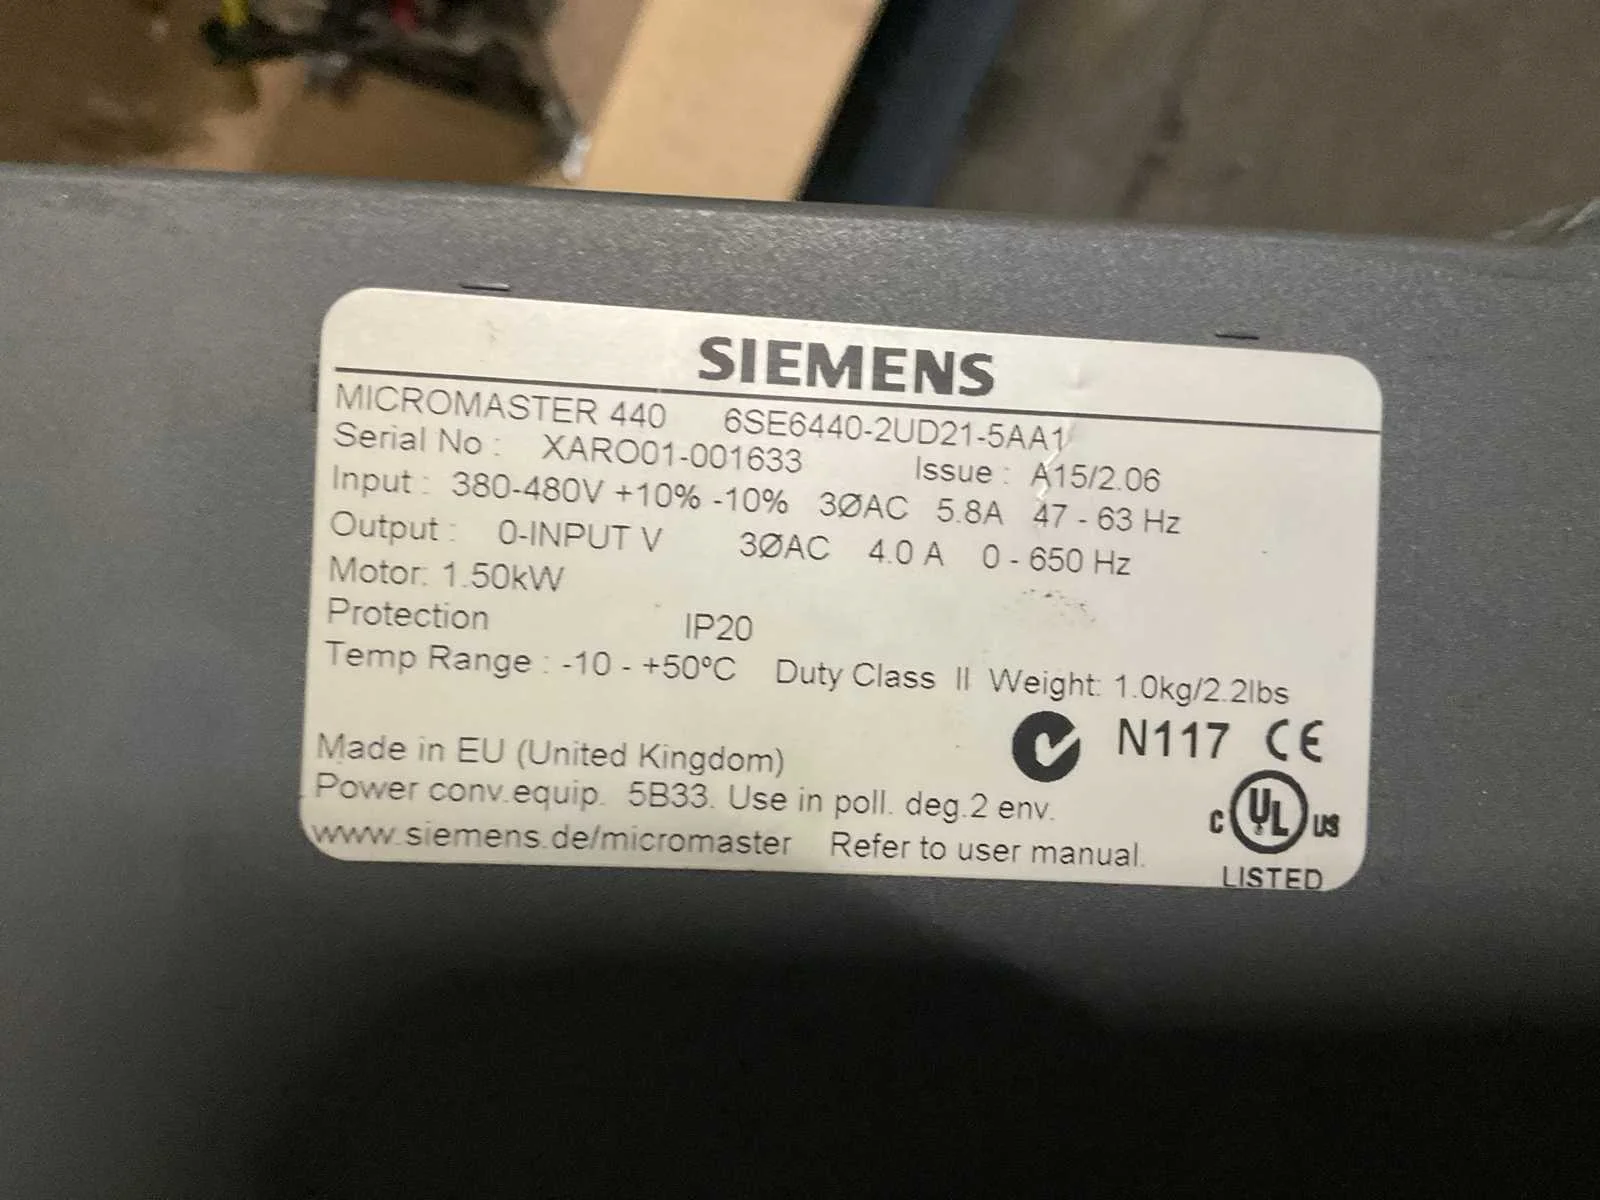 SIEMENS
MICROMASTER 440 6SE6440-2UD21-5AA1
Serial No : XARO01-001633 Issue : A15/2.06
Input : 380-480V +10% -10% 3ØAC 5.8A 47 - 63 Hz
Output : 0-INPUT V 3ØAC 4.0 A 0 - 650 Hz
Motor: 1.50kW
Protection IP20
Temp Range : -10 - +50°C Duty Class II Weight: 1.0kg/2.2lbs
N117 CE
Made in EU (United Kingdom)
Power conv.equip. 5B33. Use in poll. deg.2 env.
C UL US
www.siemens.de/micromaster Refer to user manual.
LISTED